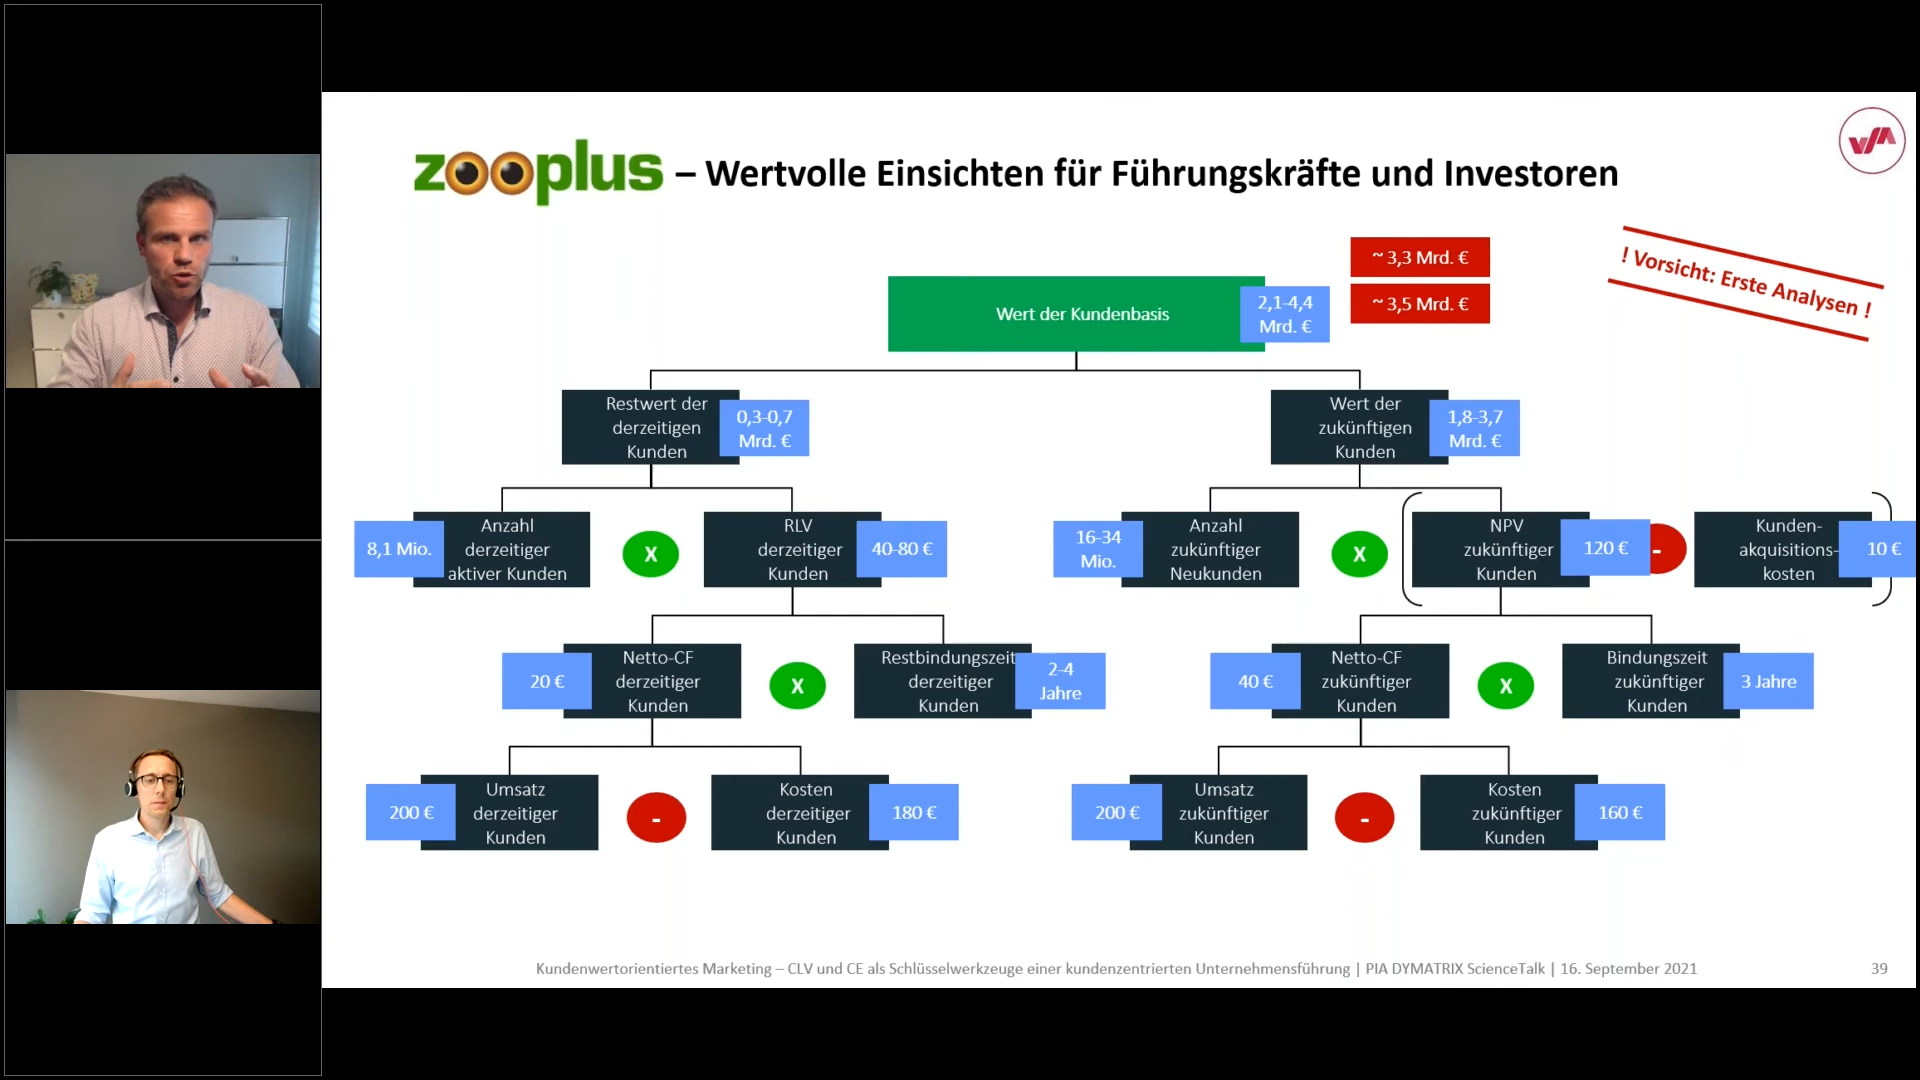 zooplus – Wertvolle Einsichten für Führungskräfte und Investoren
~ 3,3 Mrd. €
~ 3,5 Mrd. €
! Vorsicht: Erste Analysen !
Wert der Kundenbasis
2,1-4,4
Mrd. €
Restwert der
derzeitigen
Kunden
0,3-0,7
Mrd. €
Wert der
zukünftigen
Kunden
1,8-3,7
Mrd. €
8,1 Mio.
Anzahl
derzeitiger
aktiver Kunden
X
RLV
derzeitiger
Kunden
40-80 €
16-34
Mio.
Anzahl
zukünftiger
Neukunden
X
NPV
zukünftiger
Kunden
120 €
-
Kunden-
akquisitions-
kosten
10 €
20 €
Netto-CF
derzeitiger
Kunden
X
Restbindungszeit
derzeitiger
Kunden
2-4
Jahre
40 €
Netto-CF
zukünftiger
Kunden
X
Bindungszeit
zukünftiger
Kunden
3 Jahre
200 €
Umsatz
derzeitiger
Kunden
-
Kosten
derzeitiger
Kunden
180 €
200 €
Umsatz
zukünftiger
Kunden
-
Kosten
zukünftiger
Kunden
160 €
Kundenwertorientiertes Marketing – CLV und CE als Schlüsselwerkzeuge einer kundenzentrierten Unternehmensführung | PIA DYMATRIX ScienceTalk | 16. September 2021
39